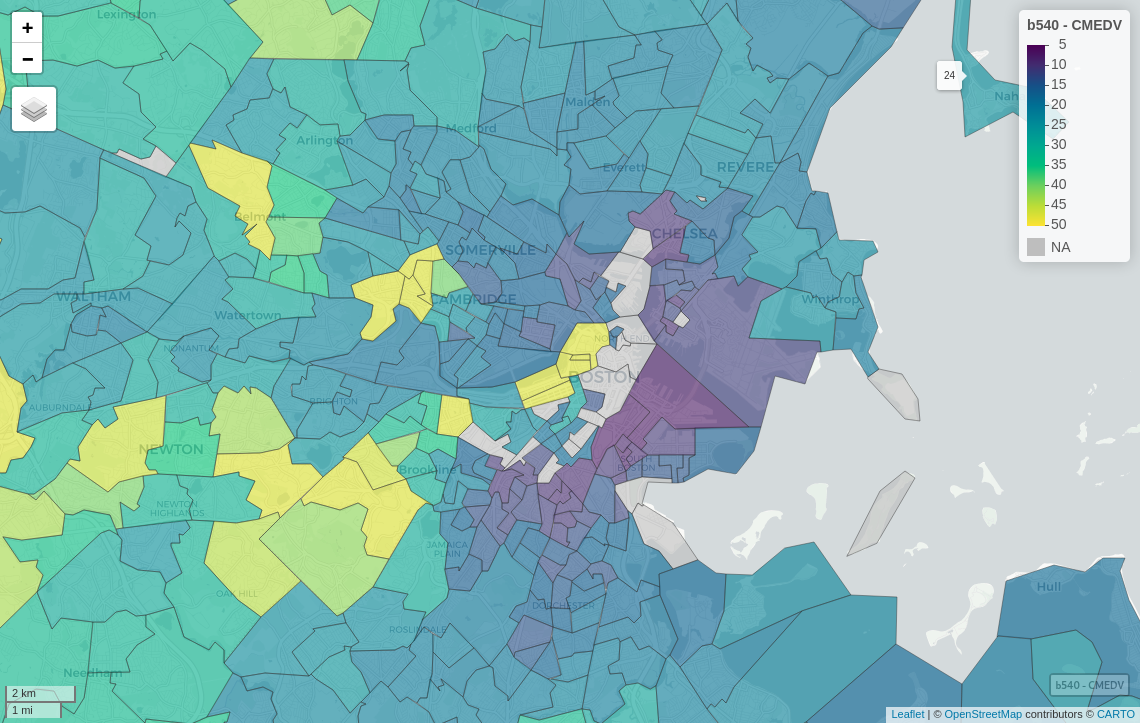 Lexington
+
−
b540 - CMEDV
5
10
15
20
25
30
35
40
45
50
NA
24
Nah
Malden
Medford
Arlington
Everett
REVERE
Belmont
CHELSEA
SOMERVILLE
WALTHAM
CAMBRIDGE
Winthrop
Watertown
NONANTUM
BOSTON
BRIGHTON
AUBURNDALE
NEWTON
SOUTH
BOSTON
Brookline
NEWTON
HIGHLANDS
JAMAICA
PLAIN
Hull
OAK HILL
DORCHESTER
ROSLINDALE
Needham
b540 - CMEDV
2 km
1 mi
Leaflet | © OpenStreetMap contributors © CARTO